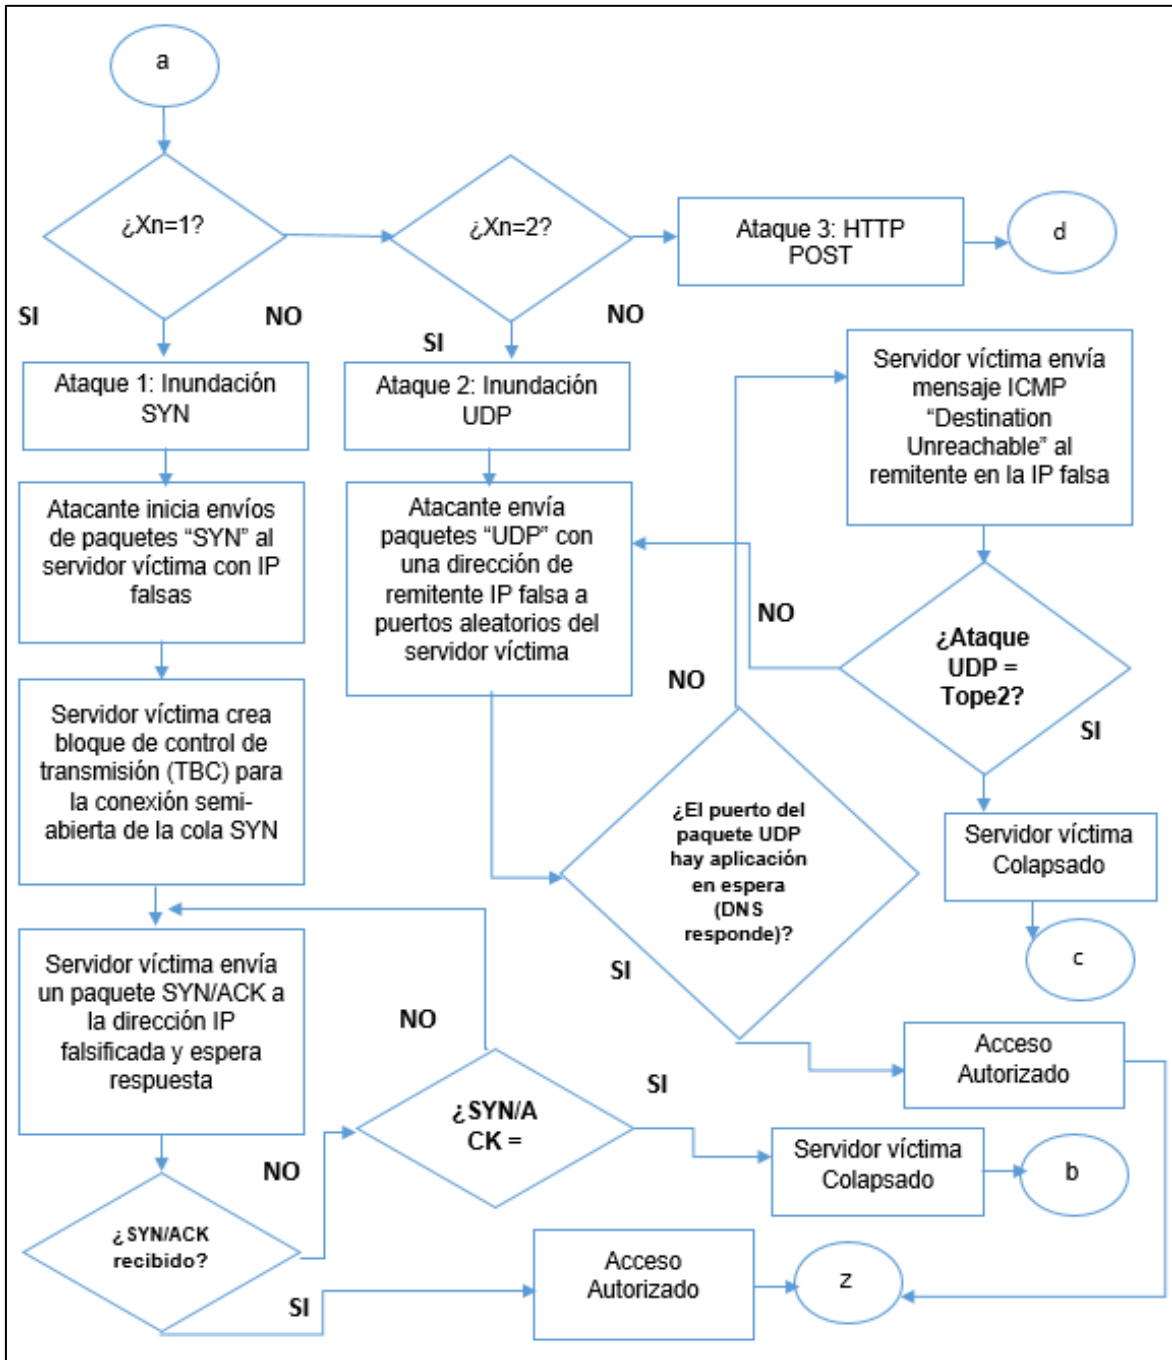 a
¿Xn=1?
SI
NO
¿Xn=2?
SI
NO
Ataque 3: HTTP
POST
d
Ataque 1: Inundación
SYN
Atacante inicia envíos
de paquetes “SYN” al
servidor víctima con IP
falsas
Servidor víctima crea
bloque de control de
transmisión (TBC) para
la conexión semi-
abierta de la cola SYN
Servidor víctima envía
un paquete SYN/ACK a
la dirección IP
falsificada y espera
respuesta
¿SYN/ACK
recibido?
NO
SI
¿SYN/A
CK =
NO
SI
Servidor víctima
Colapsado
b
Acceso
Autorizado
z
Ataque 2: Inundación
UDP
Atacante envía
paquetes “UDP” con
una dirección de
remitente IP falsa a
puertos aleatorios del
servidor víctima
¿El puerto del
paquete UDP
hay aplicación
en espera
(DNS
responde)?
NO
SI
Servidor víctima envía
mensaje ICMP
“Destination
Unreachable” al
remitente en la IP falsa
¿Ataque
UDP =
Tope2?
NO
SI
Servidor víctima
Colapsado
c
Acceso
Autorizado